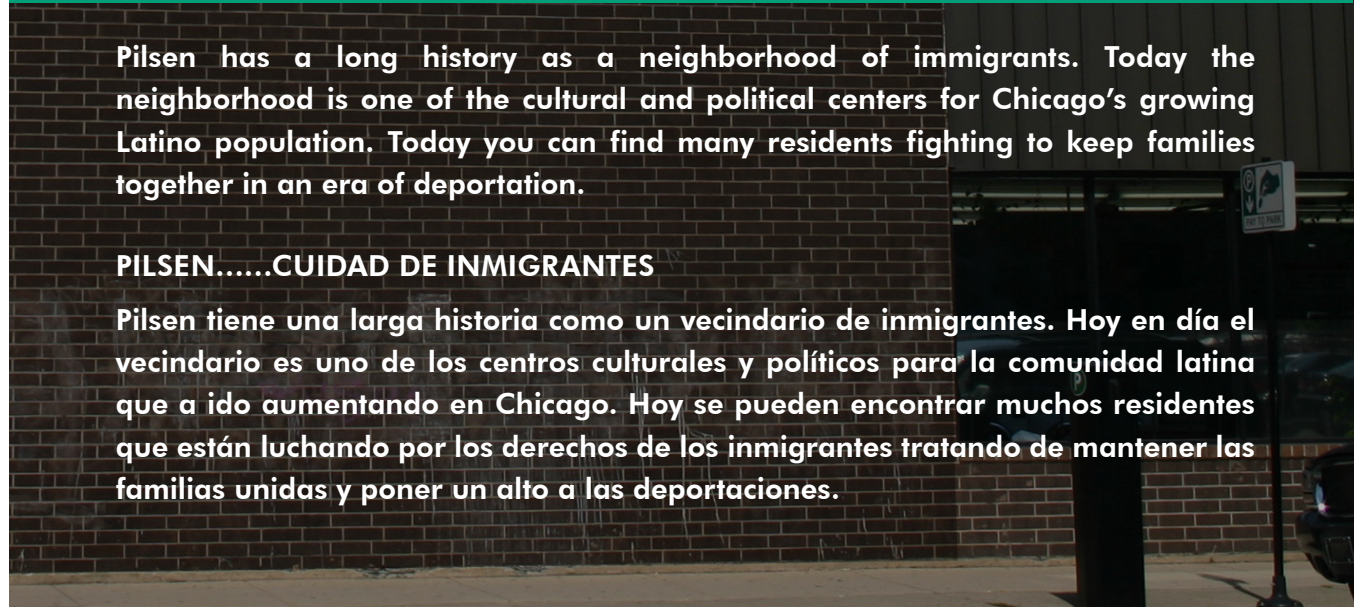 Pilsen has a long history as a neighborhood of immigrants. Today the
neighborhood is one of the cultural and political centers for Chicago’s growing
Latino population. Today you can find many residents fighting to keep families
together in an era of deportation.
PILSEN......CUIDAD DE INMIGRANTES
Pilsen tiene una larga historia como un vecindario de inmigrantes. Hoy en día el
vecindario es uno de los centros culturales y políticos para la comunidad latina
que a ido aumentando en Chicago. Hoy se pueden encontrar muchos residentes
que están luchando por los derechos de los inmigrantes tratando de mantener las
familias unidas y poner un alto a las deportaciones.
P
PAY TO PARK
P